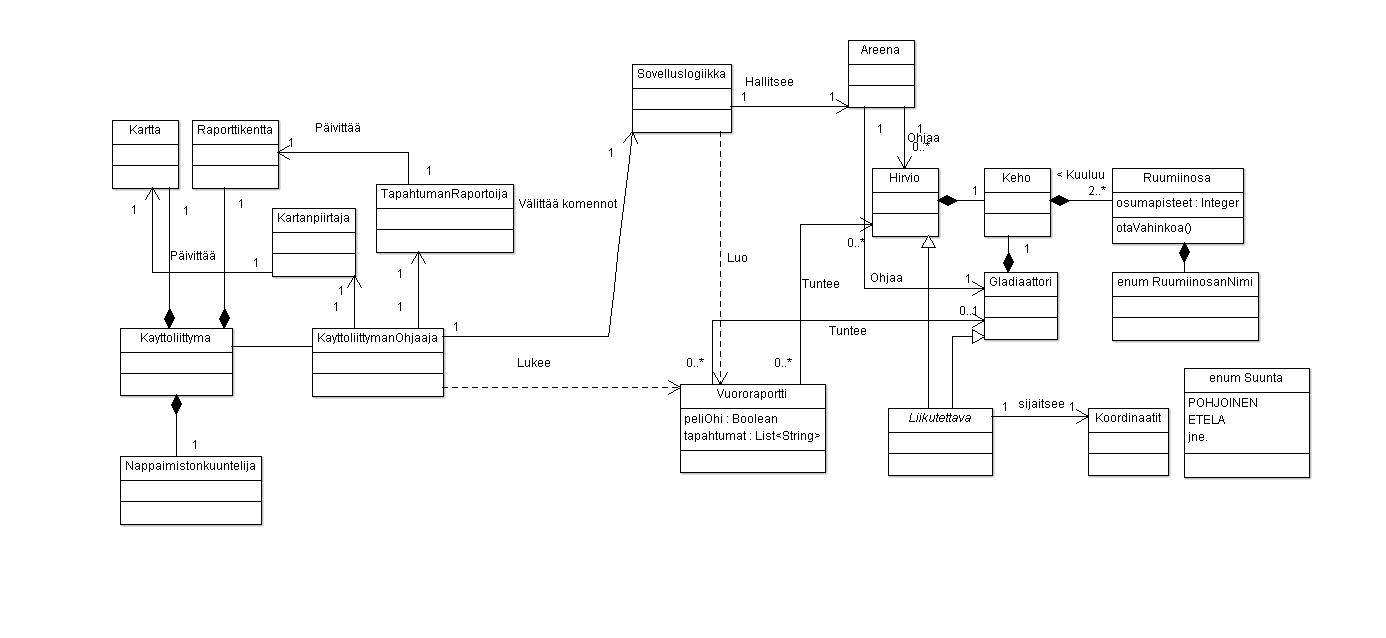 Areena
Sovelluslogiikka
Hallitsee
1
1
Kartta
Raporttikentta
Päivittää
1
1
1
Ohjaa
0..*
1
1
Hirvio
1
Keho
< Kuuluu
2..*
Ruumiinosa
osumapisteet : Integer
otaVahinkoa()
TapahtumanRaportoija
Välittää komennot
1
1
1
Kartanpiirtaja
Päivittää
1
1
1
1
1
Luo
0..*
1
Tuntee
Ohjaa
1
Gladiaattori
enum RuumiinosanNimi
0..1
Tuntee
Kayttoliittyma
KayttoliittymanOhjaaja
1
Lukee
0..*
0..*
Vuororaportti
peliOhi : Boolean
tapahtumat : List<String>
Liikutettava
1
sijaitsee
1
Koordinaatit
enum Suunta
POHJOINEN
ETELA
jne.
1
Nappaimistonkuuntelija